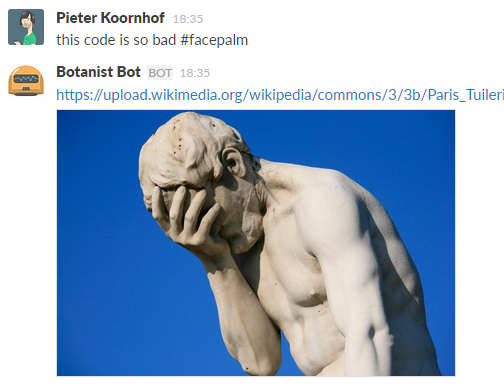 Pieter Koornhof 18:35
this code is so bad #facepalm
Botanist Bot BOT 18:35
https://upload.wikimedia.org/wikipedia/commons/3/3b/Paris_Tuileri